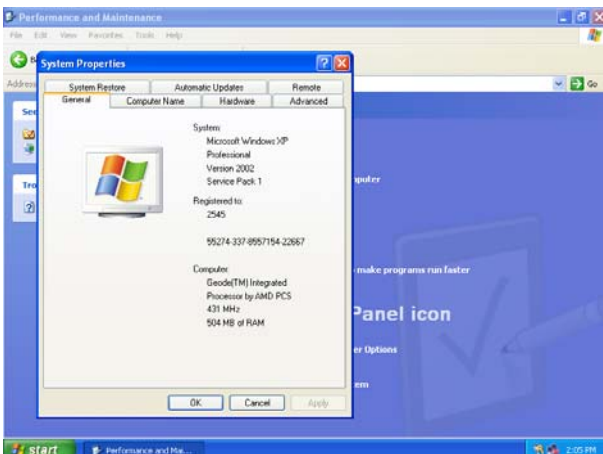 Performance and Maintenance
File Edit View Favorites Tools Help
Address
Go
System Properties
System Restore Automatic Updates Remote
General Computer Name Hardware Advanced
System:
Microsoft Windows XP
Professional
Version 2002
Service Pack 1
Registered to:
2545
55274-337-8557154-22667
Computer:
Geode(TM) Integrated
Processor by AMD PCS
431 MHz
504 MB of RAM
OK Cancel Apply
See
Tro
mputer
make programs run faster
Panel icon
er Options
em
start Performance and Mai... 2:05 PM